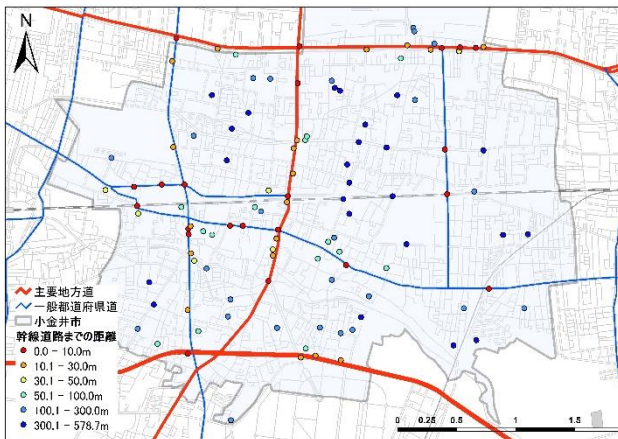 N
主要地方道
一般都道府県道
小金井市
幹線道路までの距離
0.0 - 10.0m
10.1 - 30.0m
30.1 - 50.0m
50.1 - 100.0m
100.1 - 300.0m
300.1 - 578.7m
0 0.25 0.5 1 1.5